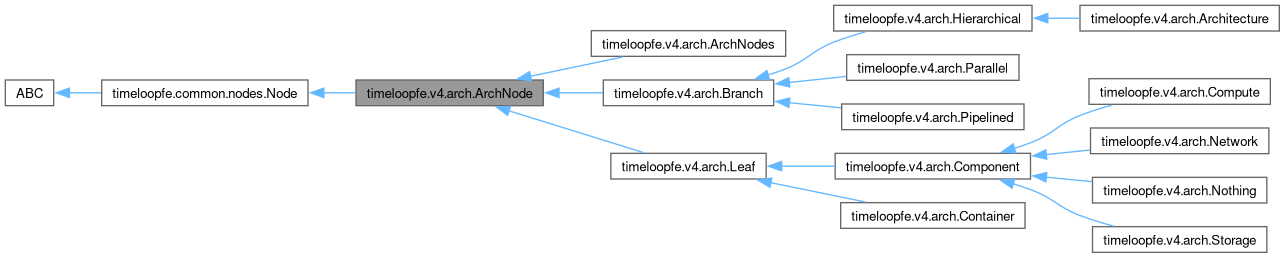 timeloopfe.v4.arch.Hierarchical
timeloopfe.v4.arch.Architecture
timeloopfe.v4.arch.ArchNodes
timeloopfe.v4.arch.Parallel
ABC
timeloopfe.common.nodes.Node
timeloopfe.v4.arch.ArchNode
timeloopfe.v4.arch.Branch
timeloopfe.v4.arch.Compute
timeloopfe.v4.arch.Pipelined
timeloopfe.v4.arch.Network
timeloopfe.v4.arch.Leaf
timeloopfe.v4.arch.Component
timeloopfe.v4.arch.Nothing
timeloopfe.v4.arch.Container
timeloopfe.v4.arch.Storage